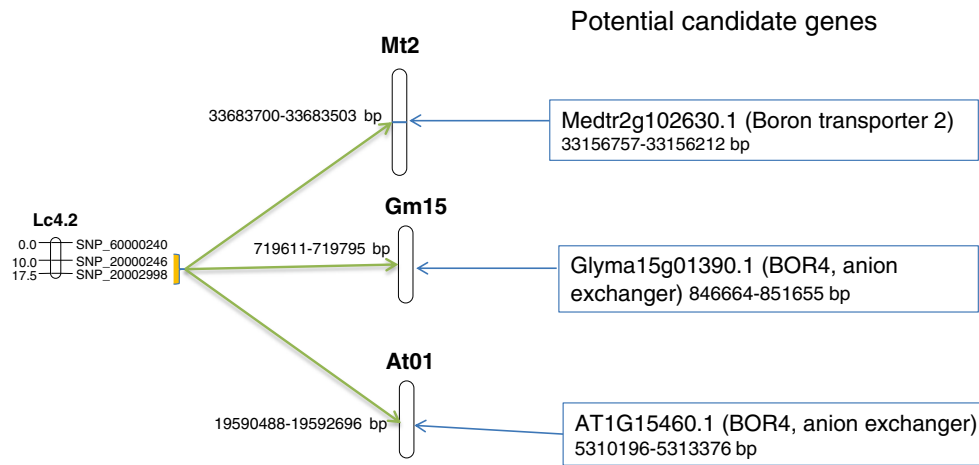 Potential candidate genes
Mt2
33683700-33683503 bp
Medtr2g102630.1 (Boron transporter 2)
33156757-33156212 bp
Lc4.2
0.0 SNP_60000240
10.0 SNP_20000246
17.5 SNP_20002998
Gm15
719611-719795 bp
Glyma15g01390.1 (BOR4, anion
exchanger) 846664-851655 bp
At01
19590488-19592696 bp
AT1G15460.1 (BOR4, anion exchanger)
5310196-5313376 bp